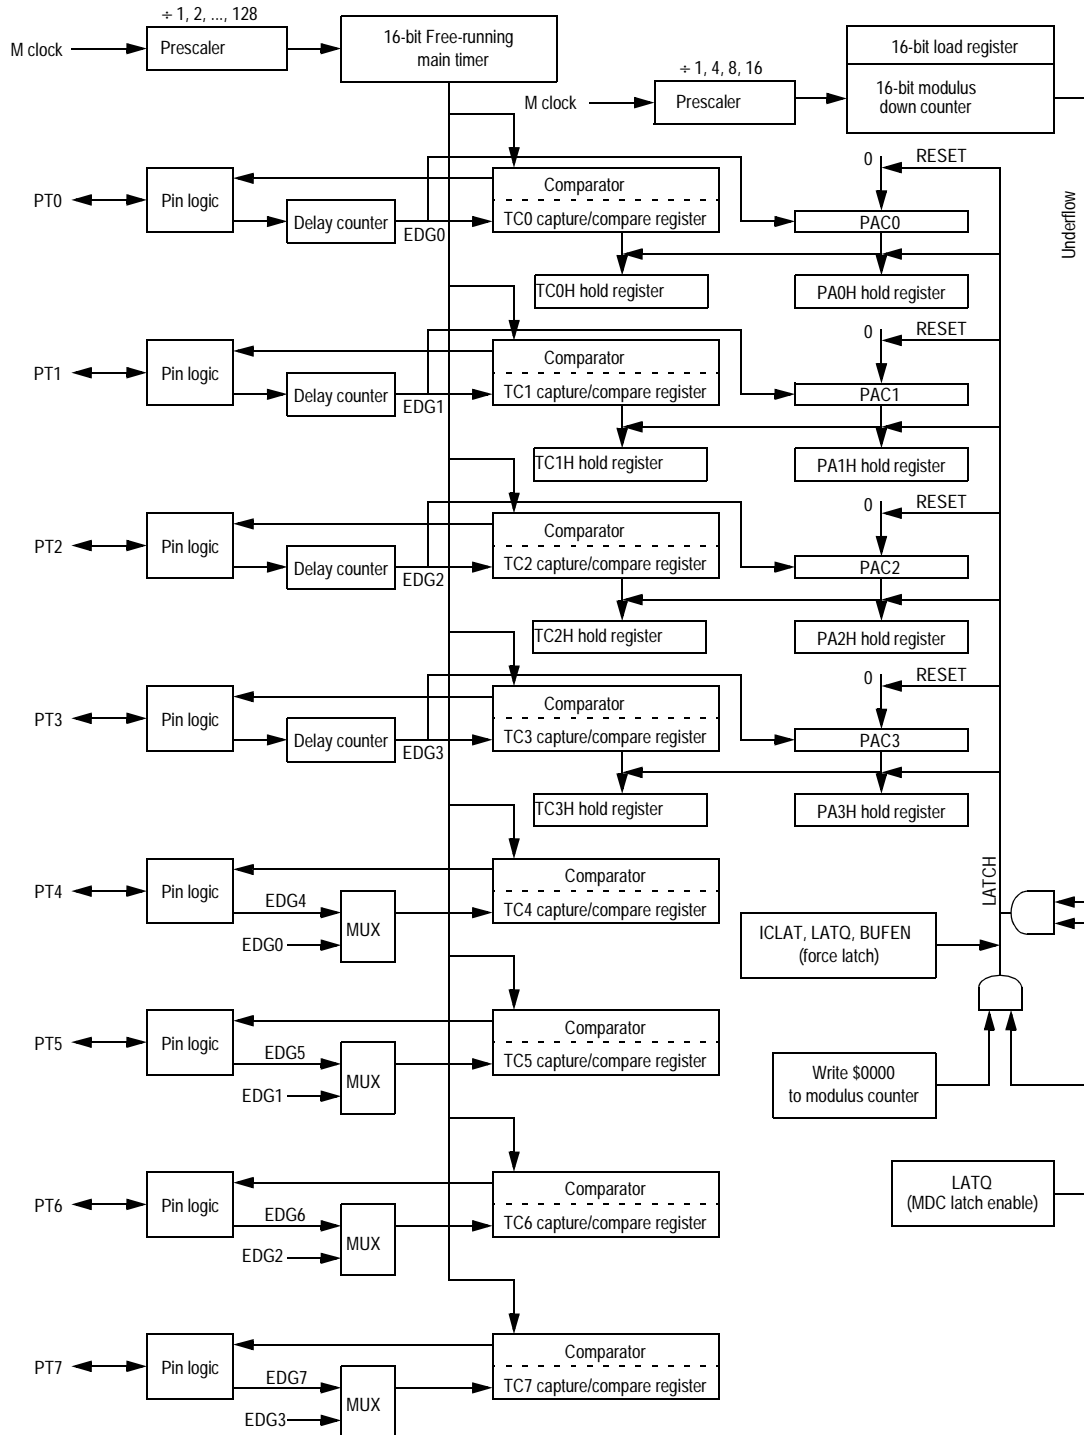 ÷ 1, 2, ..., 128
M clock
Prescaler
16-bit Free-running
main timer
16-bit load register
16-bit modulus
down counter
÷ 1, 4, 8, 16
M clock
Prescaler
Underflow
PT0
Pin logic
Delay counter
EDG0
Comparator
TC0 capture/compare register
0
RESET
PAC0
TC0H hold register
PA0H hold register
PT1
Pin logic
Delay counter
EDG1
Comparator
TC1 capture/compare register
0
RESET
PAC1
TC1H hold register
PA1H hold register
PT2
Pin logic
Delay counter
EDG2
Comparator
TC2 capture/compare register
0
RESET
PAC2
TC2H hold register
PA2H hold register
PT3
Pin logic
Delay counter
EDG3
Comparator
TC3 capture/compare register
0
RESET
PAC3
TC3H hold register
PA3H hold register
LATCH
PT4
Pin logic
EDG4
EDG0
MUX
Comparator
TC4 capture/compare register
ICLAT, LATQ, BUFEN
(force latch)
PT5
Pin logic
EDG5
EDG1
MUX
Comparator
TC5 capture/compare register
Write $0000
to modulus counter
PT6
Pin logic
EDG6
EDG2
MUX
Comparator
TC6 capture/compare register
LATQ
(MDC latch enable)
PT7
Pin logic
EDG7
EDG3
MUX
Comparator
TC7 capture/compare register